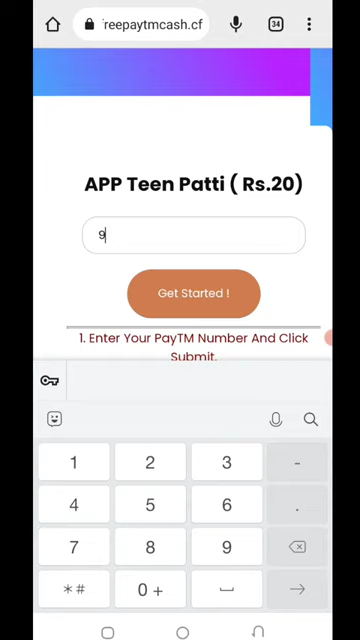 freepaytmcash.cf
34
APP Teen Patti ( Rs.20)
9
Get Started !
1. Enter Your PayTM Number And Click
Submit.
1 2 3 -
4 5 6 .
7 8 9
*# 0 +